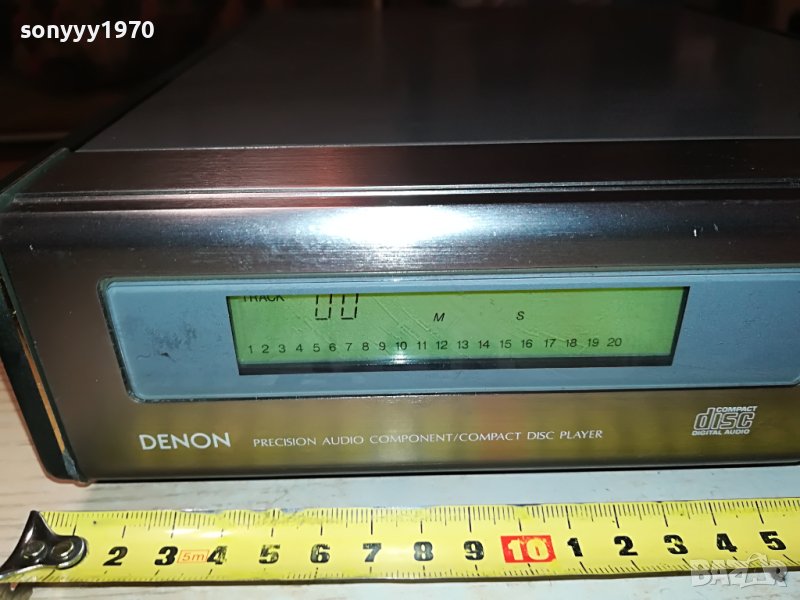 sonyyy1970
TRACK 00
M S
1 2 3 4 5 6 7 8 9 10 11 12 13 14 15 16 17 18 19 20
DENON PRECISION AUDIO COMPONENT/COMPACT DISC PLAYER
COMPACT
disc
DIGITAL AUDIO
2 3 5m 4 5 6 7 8 9 10 1 2 3 4 5
BAZAR